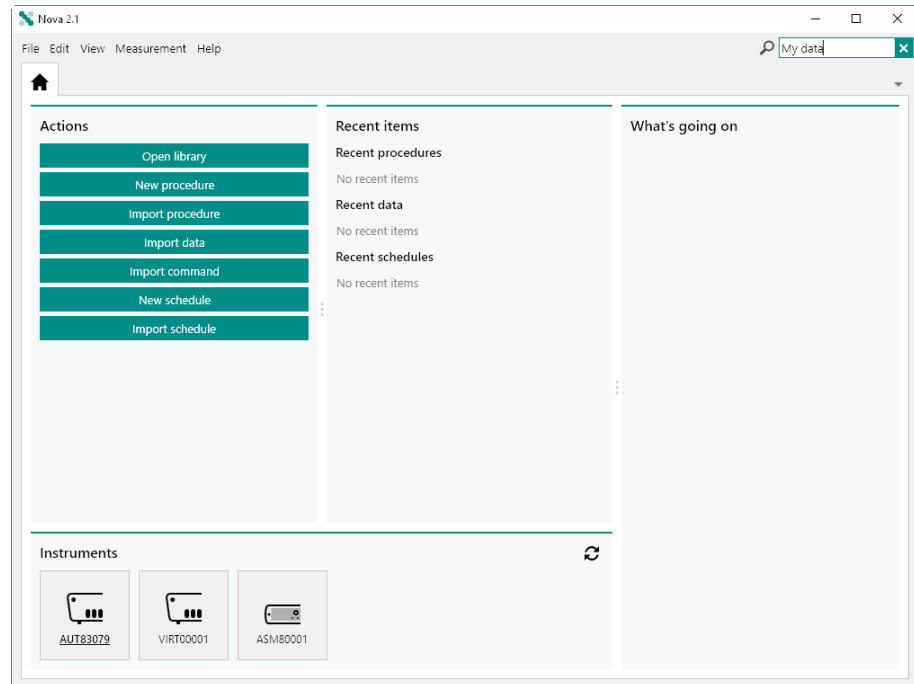 Nova 2.1
File Edit View Measurement Help
My data
Actions
Open library
New procedure
Import procedure
Import data
Import command
New schedule
Import schedule
Recent items
Recent procedures
No recent items
Recent data
No recent items
Recent schedules
No recent items
What's going on
Instruments
AUT83079
VIRT00001
ASM80001